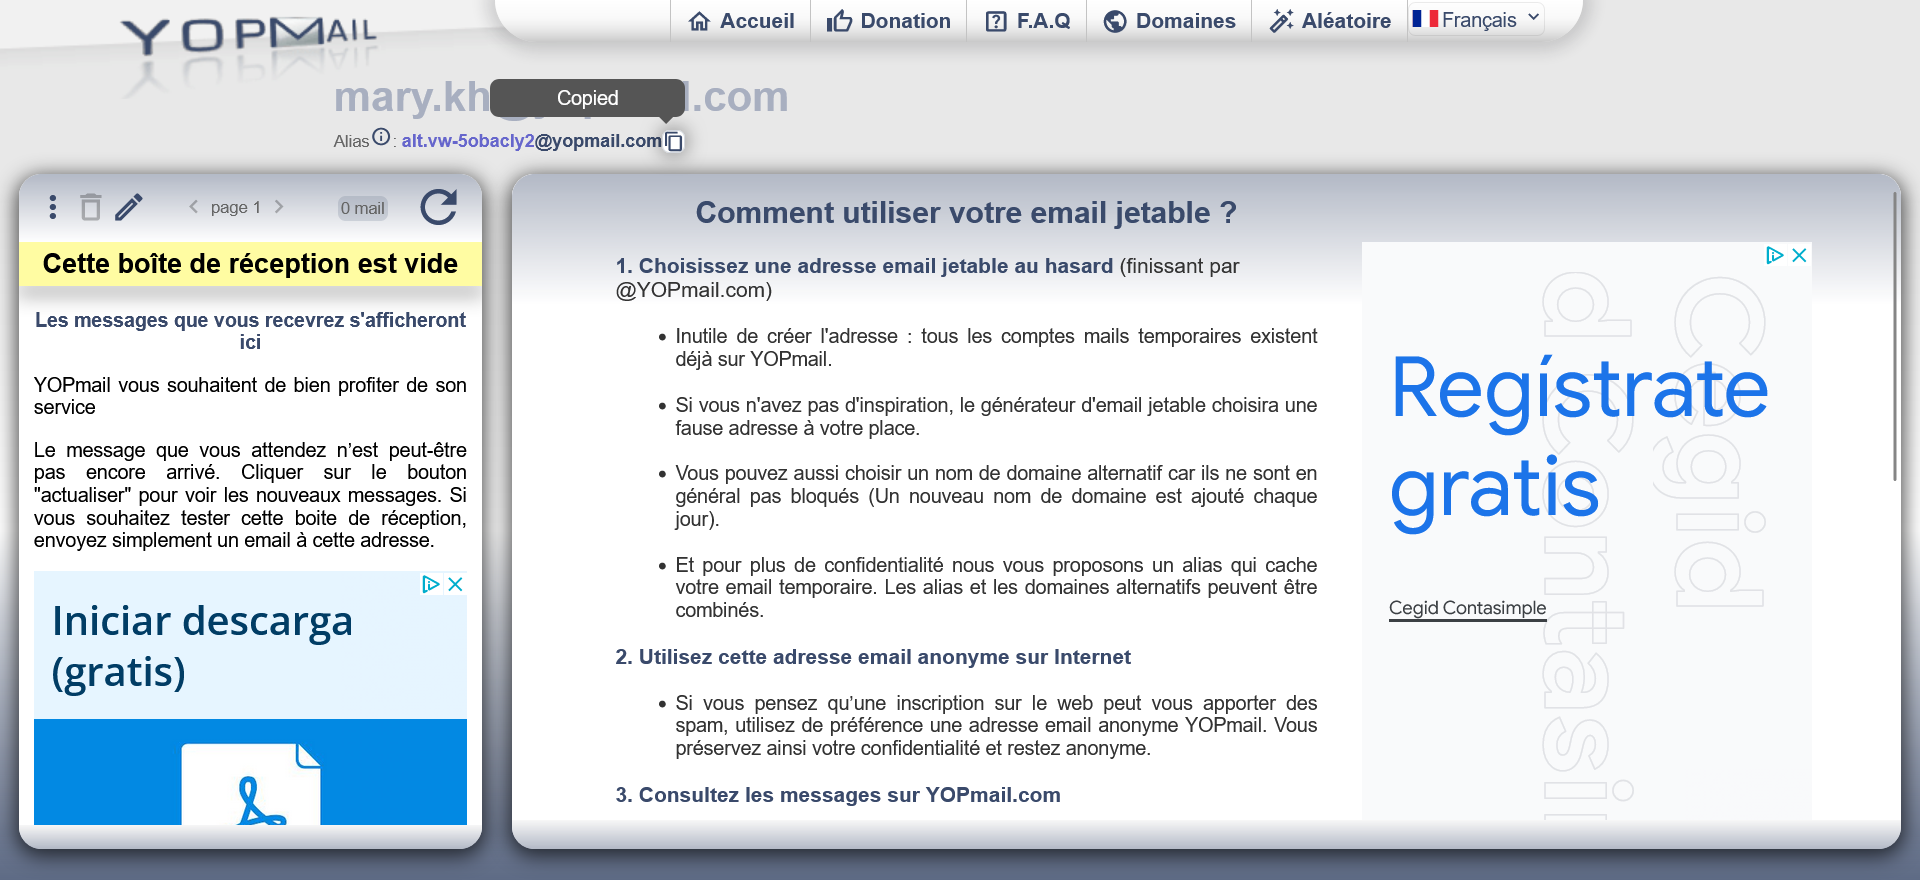 YOPMAIL
Accueil
Donation
F.A.Q
Domaines
Aléatoire
Français
mary.kh
Copied
.com
Alias : alt.vw-5obacly2@yopmail.com
page 1
0 mail
Cette boîte de réception est vide
Les messages que vous recevrez s'afficheront
ici
YOPmail vous souhaitent de bien profiter de son
service
Le message que vous attendez n’est peut-être
pas encore arrivé. Cliquer sur le bouton
"actualiser" pour voir les nouveaux messages. Si
vous souhaitez tester cette boite de réception,
envoyez simplement un email à cette adresse.
Iniciar descarga
(gratis)
Comment utiliser votre email jetable ?
1. Choisissez une adresse email jetable au hasard (finissant par
@YOPmail.com)
• Inutile de créer l'adresse : tous les comptes mails temporaires existent
déjà sur YOPmail.
• Si vous n'avez pas d'inspiration, le générateur d'email jetable choisira une
fause adresse à votre place.
• Vous pouvez aussi choisir un nom de domaine alternatif car ils ne sont en
général pas bloqués (Un nouveau nom de domaine est ajouté chaque
jour).
• Et pour plus de confidentialité nous vous proposons un alias qui cache
votre email temporaire. Les alias et les domaines alternatifs peuvent être
combinés.
2. Utilisez cette adresse email anonyme sur Internet
• Si vous pensez qu’une inscription sur le web peut vous apporter des
spam, utilisez de préférence une adresse email anonyme YOPmail. Vous
préservez ainsi votre confidentialité et restez anonyme.
3. Consultez les messages sur YOPmail.com
Cegid
d Contasi
Regístrate
gratis
Cegid Contasimple